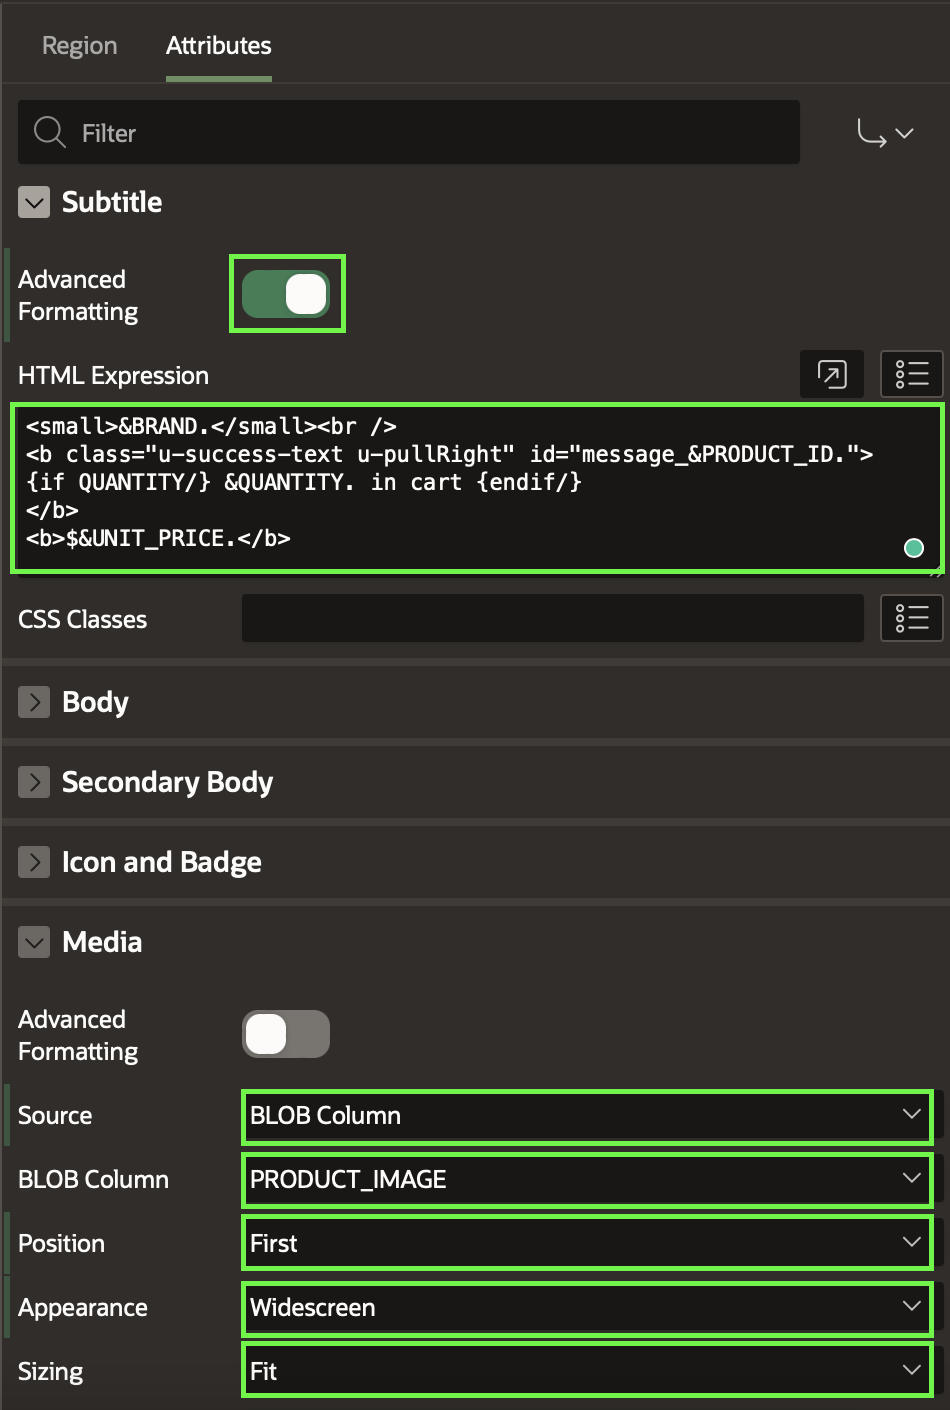 Region Attributes
Filter
Subtitle
Advanced
Formatting
HTML Expression
<small>&BRAND.</small><br />
<b class="u-success-text u-pullRight" id="message_&PRODUCT_ID.">
{if QUANTITY/} &QUANTITY. in cart {endif/}
</b>
<b>$&UNIT_PRICE.</b>
CSS Classes
Body
Secondary Body
Icon and Badge
Media
Advanced
Formatting
Source BLOB Column
BLOB Column PRODUCT_IMAGE
Position First
Appearance Widescreen
Sizing Fit